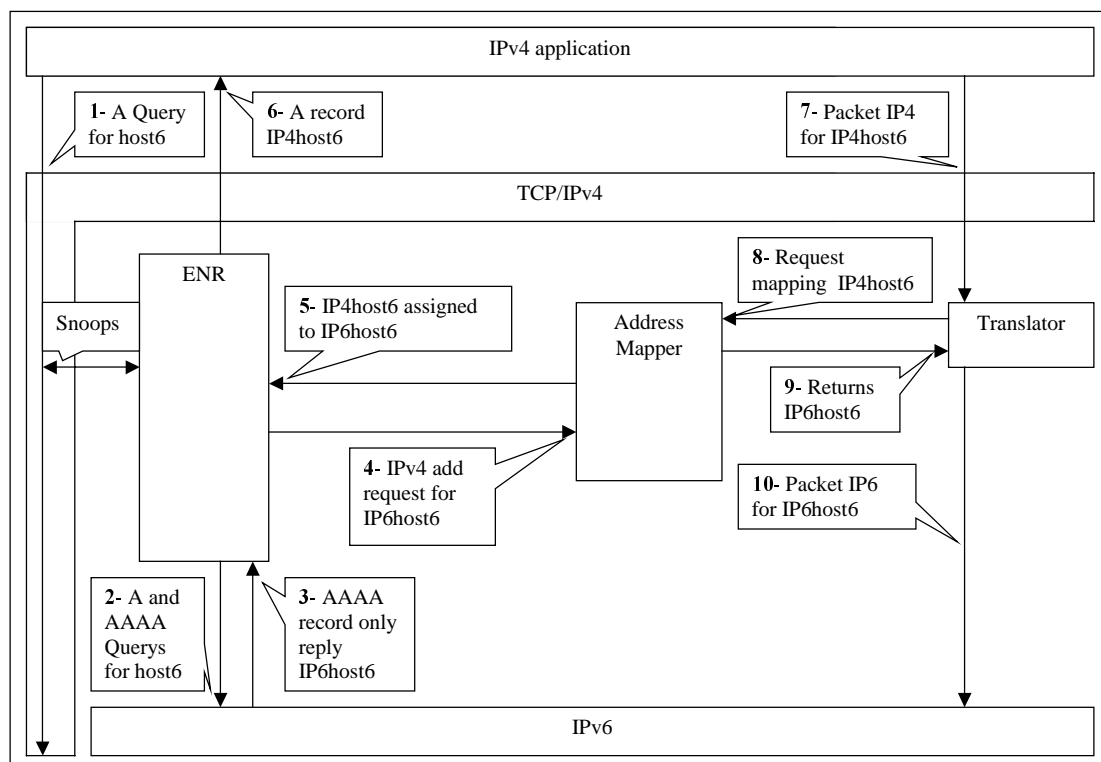 IPv4 application
1- A Query
for host6
6- A record
IP4host6
7- Packet IP4
for IP4host6
TCP/IPv4
ENR
Snoops
5- IP4host6 assigned
to IP6host6
Address
Mapper
8- Request
mapping IP4host6
Translator
9- Returns
IP6host6
4- IPv4 add
request for
IP6host6
10- Packet IP6
for IP6host6
2- A and
AAAA
Querys
for host6
3- AAAA
record only
reply
IP6host6
IPv6